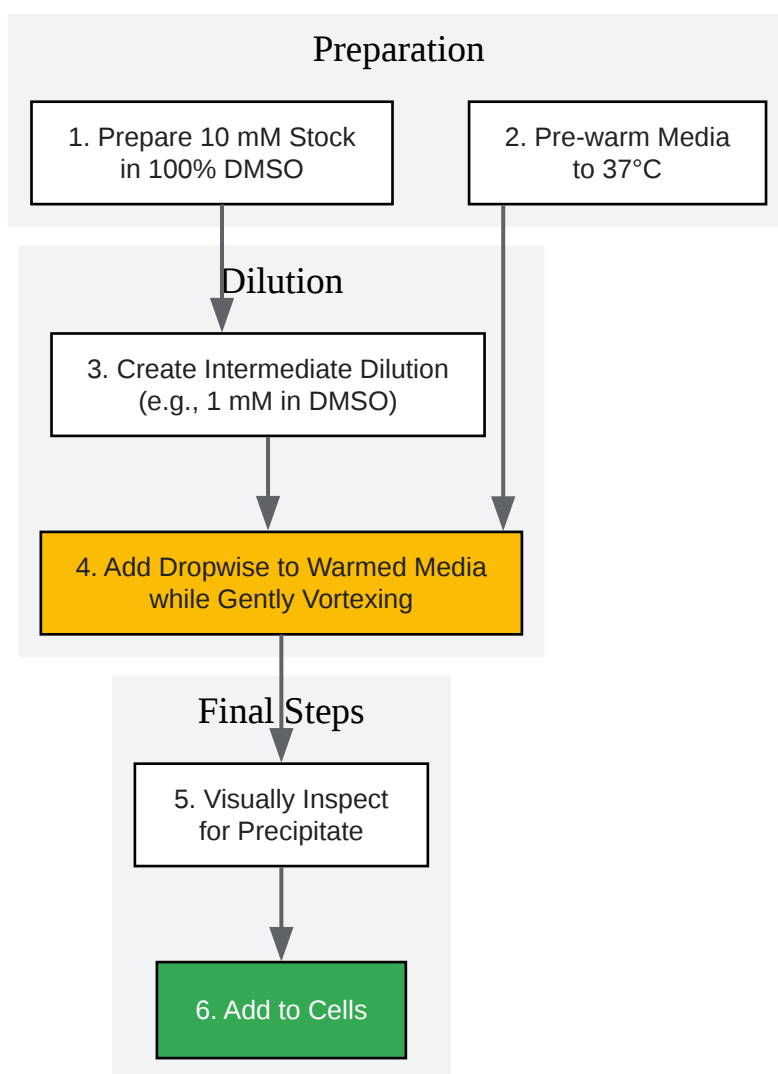 Preparation
1. Prepare 10 mM Stock
in 100% DMSO
2. Pre-warm Media
to 37°C
Dilution
3. Create Intermediate Dilution
(e.g., 1 mM in DMSO)
4. Add Dropwise to Warmed Media
while Gently Vortexing
Final Steps
5. Visually Inspect
for Precipitate
6. Add to Cells